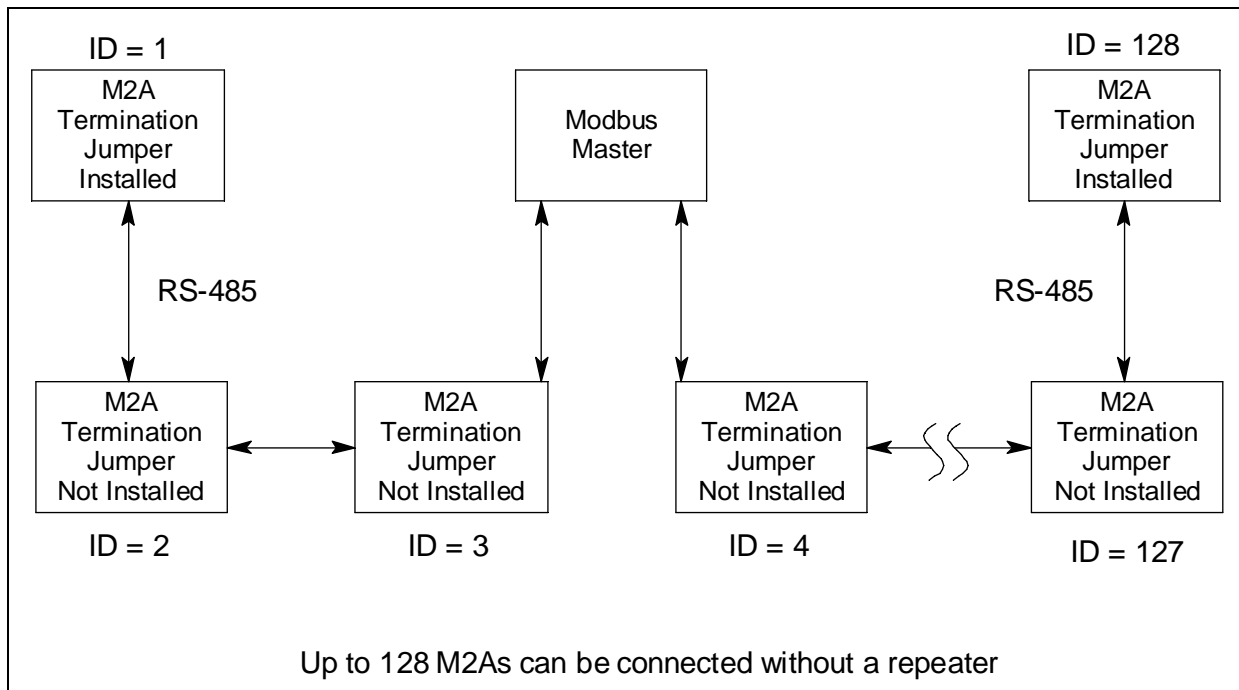 ID = 1
M2A
Termination
Jumper
Installed
Modbus
Master
ID = 128
M2A
Termination
Jumper
Installed
RS-485
RS-485
M2A
Termination
Jumper
Not Installed
ID = 2
M2A
Termination
Jumper
Not Installed
ID = 3
M2A
Termination
Jumper
Not Installed
ID = 4
M2A
Termination
Jumper
Not Installed
ID = 127
Up to 128 M2As can be connected without a repeater